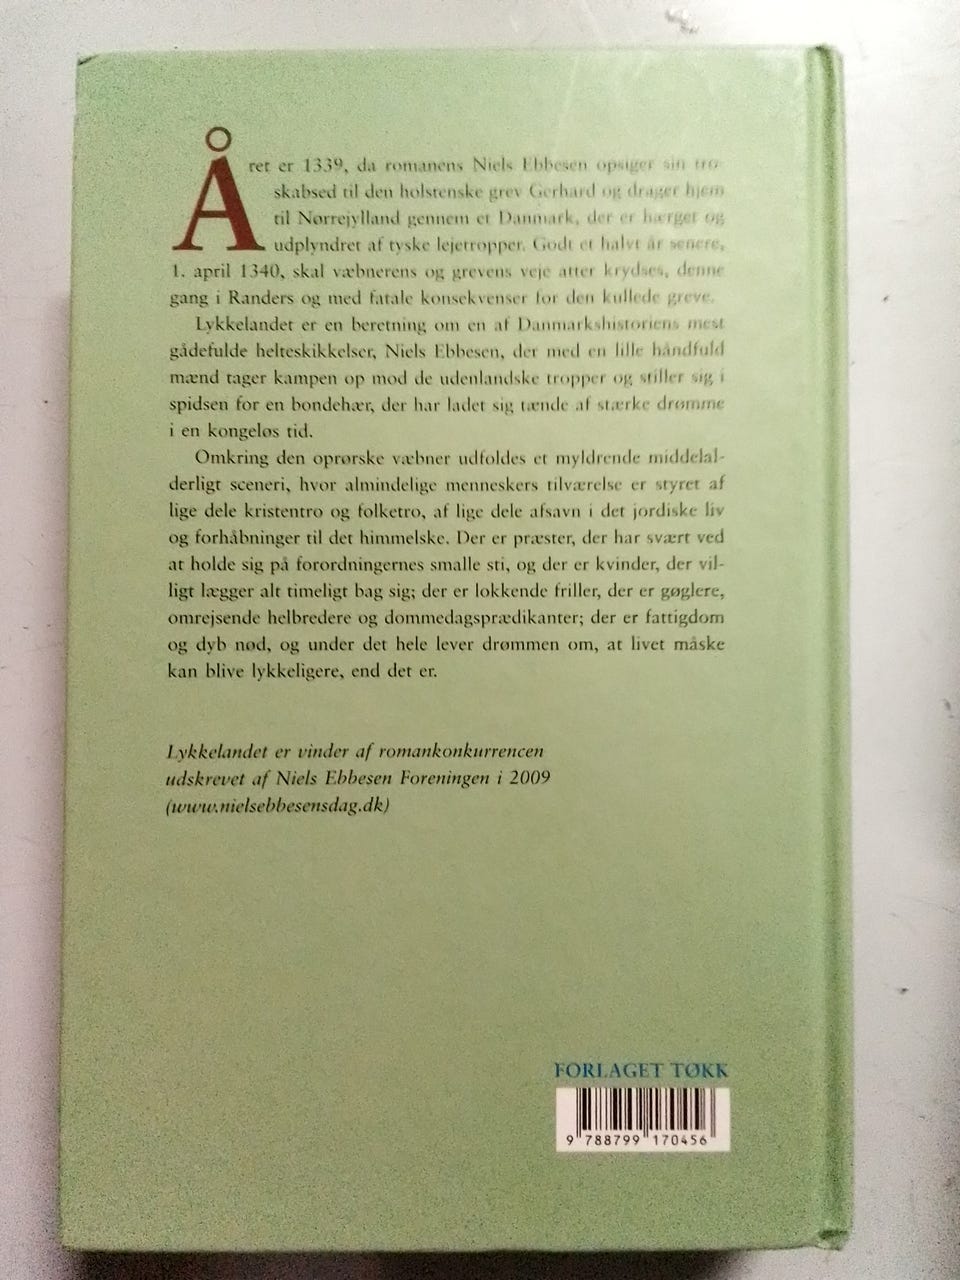 Året er 1339, da romanens Niels Ebbesen opsiger sin tro-
skabsed til den holstenske grev Gerhard og drager hjem
til Nørrejylland gennem et Danmark, der er hærget og
udplyndret af tyske lejetropper. Godt et halvt år senere,
1. april 1340, skal væbnerens og grevens veje atter krydses, denne
gang i Randers og med fatale konsekvenser for den kullede greve.
Lykkelandet er en beretning om en af Danmarkshistoriens mest
gådefulde helteskikkelser, Niels Ebbesen, der med en lille håndfuld
mænd tager kampen op mod de udenlandske tropper og stiller sig i
spidsen for en bondehær, der har ladet sig tænde af stærke drømme
i en kongeløs tid.
Omkring den oprørske væbner udfoldes et myldrende middelal-
derligt sceneri, hvor almindelige menneskers tilværelse er styret af
lige dele kristentro og folketro, af lige dele afsavn i det jordiske liv
og forhåbninger til det himmelske. Der er præster, der har svært ved
at holde sig på forordningernes smalle sti, og der er kvinder, der vil-
ligt lægger alt timeligt bag sig; der er lokkende friller, der er gøglere,
omrejsende helbredere og dommedagsprædikanter; der er fattigdom
og dyb nød, og under det hele lever drømmen om, at livet måske
kan blive lykkeligere, end det er.
Lykkelandet er vinder af romankonkurrencen
udskrevet af Niels Ebbesen Foreningen i 2009
(www.nielsebbesensdag.dk)
FORLAGET TØKK
9 788799 170456